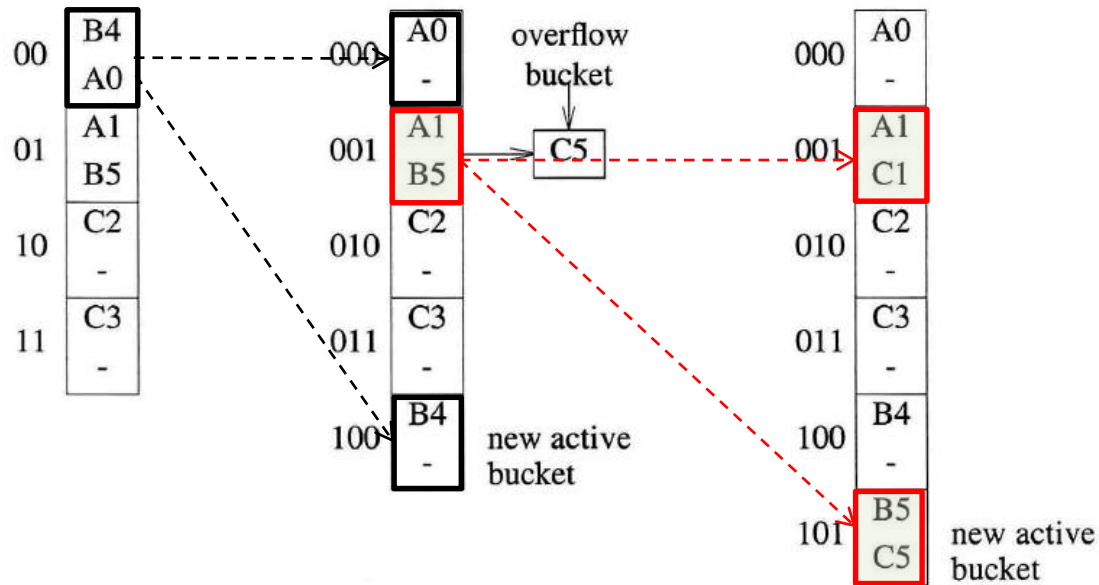 00
B4
A0
01
A1
B5
10
C2
-
11
C3
-
000
A0
-
001
A1
B5
010
C2
-
011
C3
-
100
B4
-
overflow
bucket
C5
new active
bucket
000
A0
-
001
A1
C1
010
C2
-
011
C3
-
100
B4
-
101
B5
C5
new active
bucket